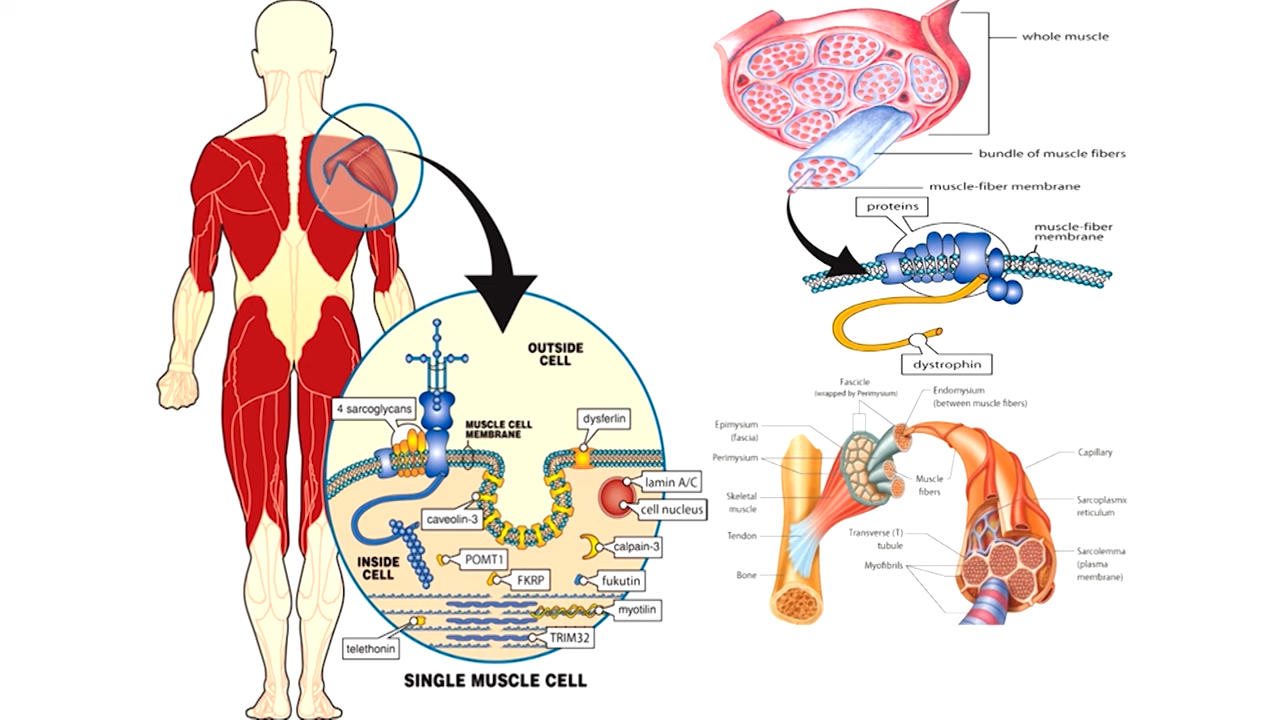 OUTSIDE
CELL
4 sarcoglycans
MUSCLE CELL
MEMBRANE
dysferlin
lamin A/C
cell nucleus
caveolin-3
calpain-3
POMT1
INSIDE
CELL
FKRP
fukutin
myotilin
TRIM32
telethonin
SINGLE MUSCLE CELL
whole muscle
bundle of muscle fibers
muscle-fiber membrane
proteins
muscle-fiber
membrane
dystrophin
Fascicle
(wrapped by Perimysium)
Endomysium
(between muscle fibers)
Epimysium
(fascia)
Perimysium
Capillary
Muscle
fibers
Skeletal
muscle
Sarcoplasmic
reticulum
Tendon
Transverse (T)
tubule
Sarcolemma
(plasma
membrane)
Myofibrils
Bone